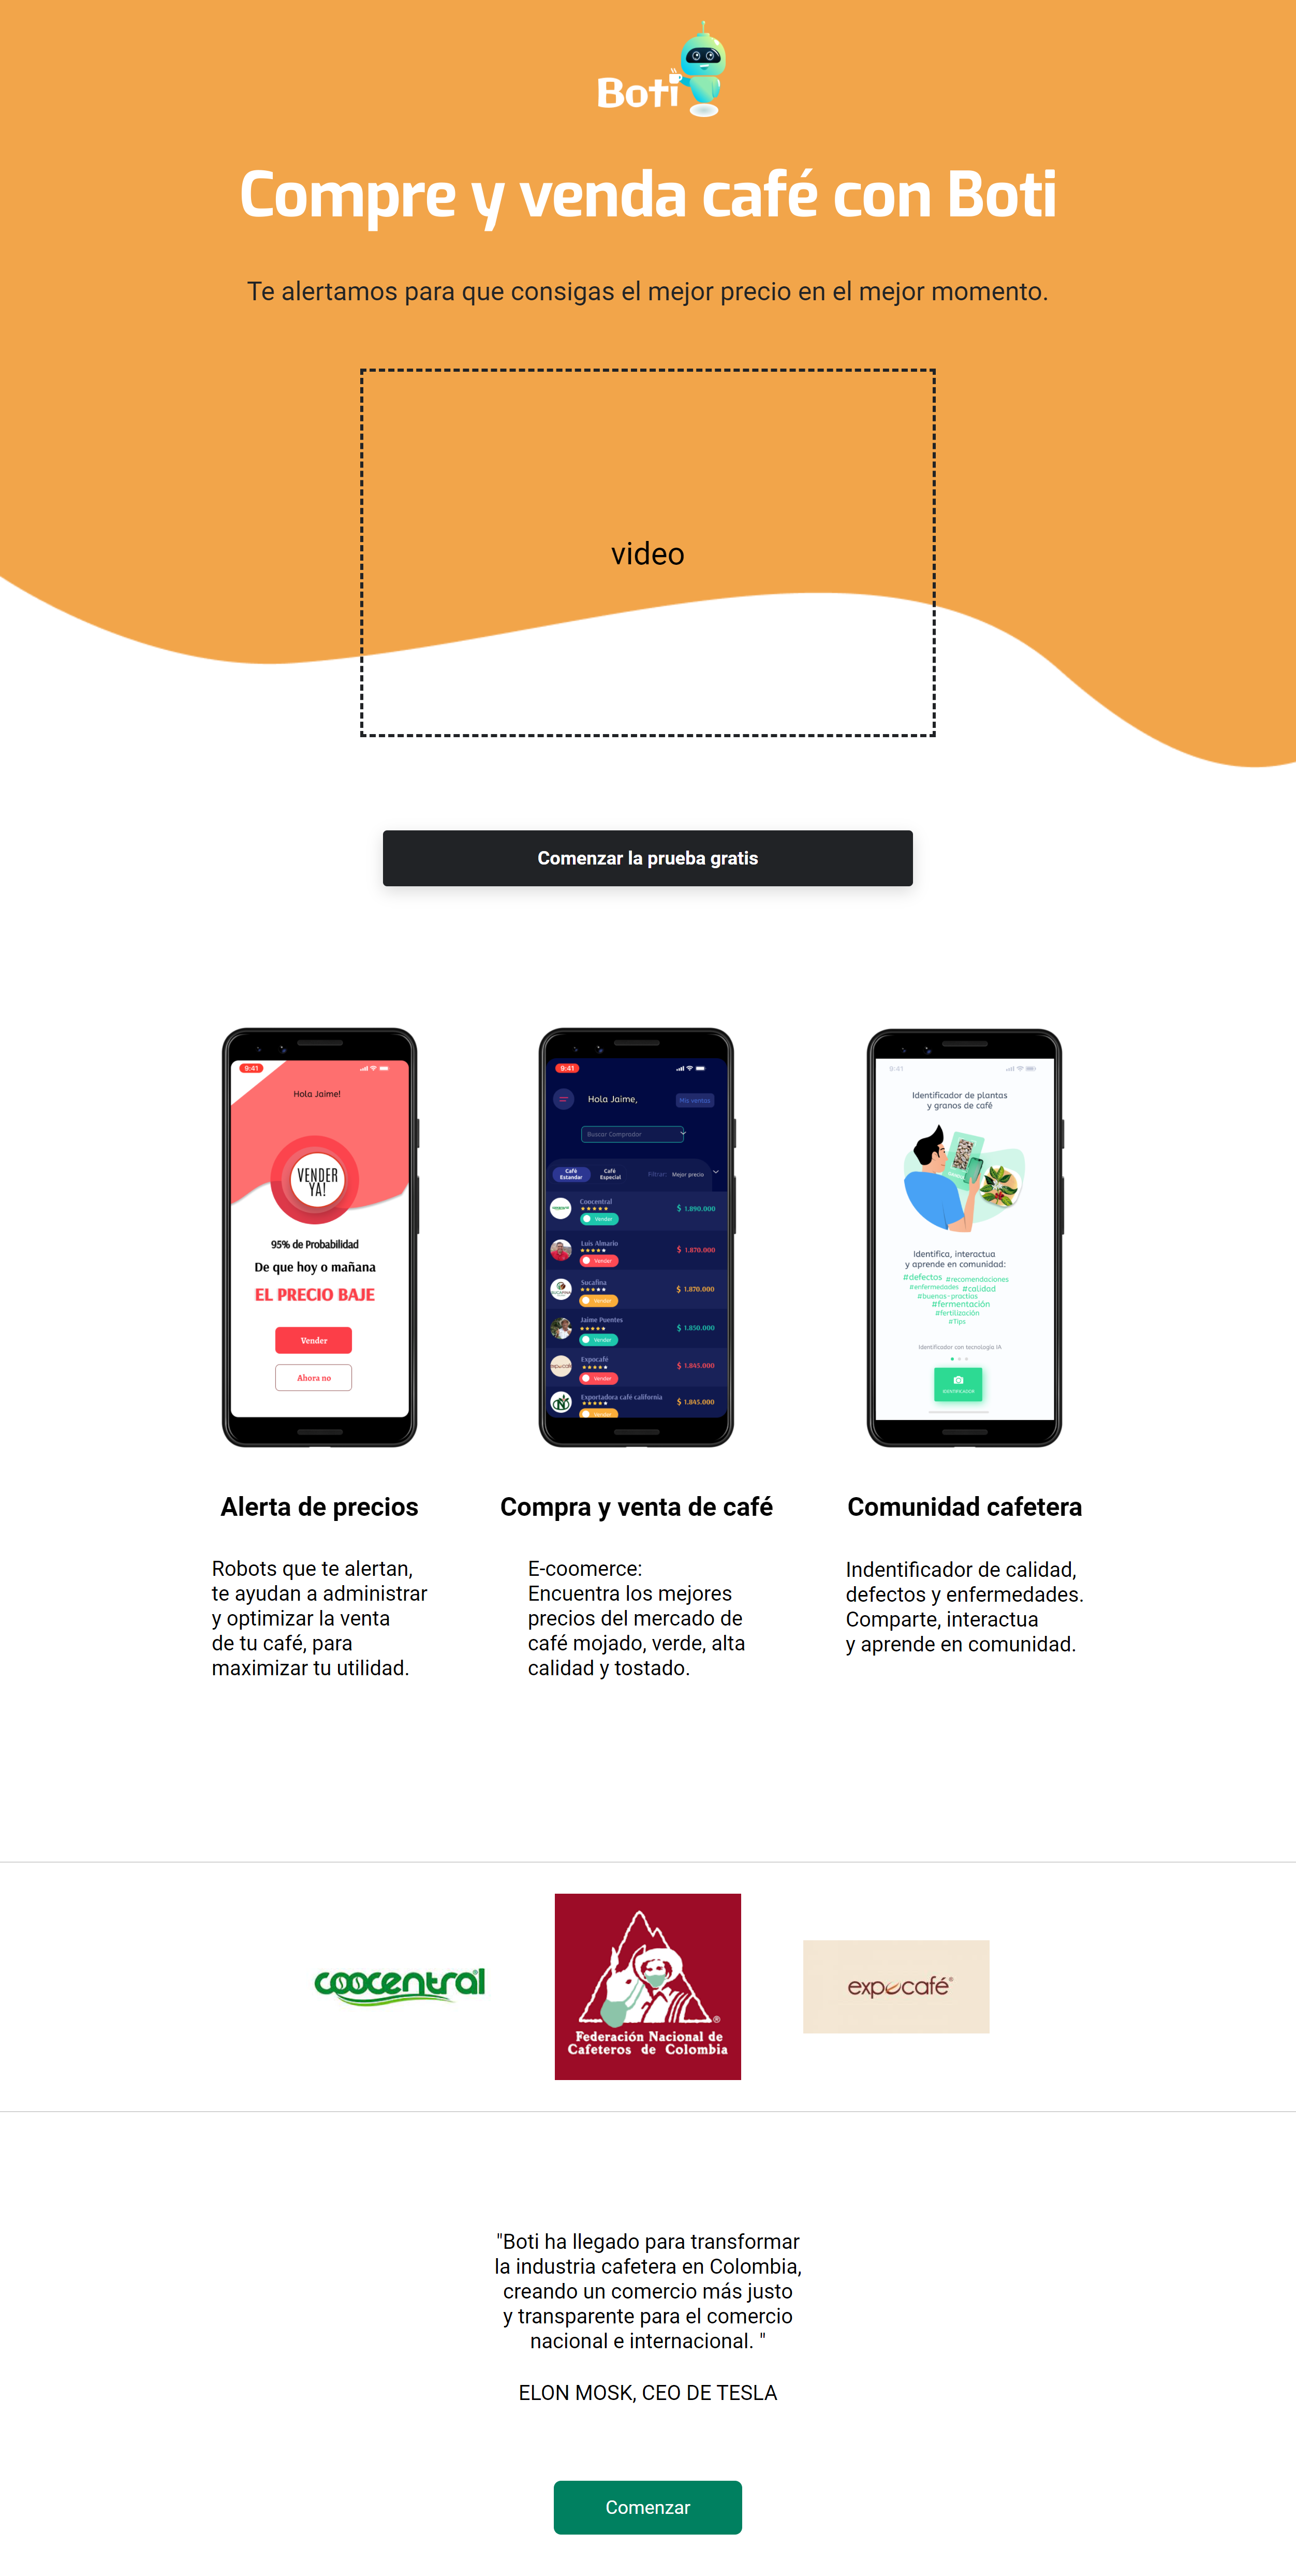 Boti
Compre y venda café con Boti
Te alertamos para que consigas el mejor precio en el mejor momento.
video
Comenzar la prueba gratis
9:41
Hola Jaime!
VENDER
YA!
95% de Probabilidad
De que hoy o mañana
EL PRECIO BAJE
Vender
Ahora no
9:41
Hola Jaime,
Mis ventas
Buscar Comprador
Café
Estandar
Café
Especial
Filtrar:
Mejor precio
Coocentral
$ 1.890.000
Vender
Luis Almario
$ 1.870.000
Vender
Sucafina
$ 1.870.000
Vender
Jaime Puentes
$ 1.850.000
Vender
Expocafé
$ 1.845.000
Vender
Exportadora café california
$ 1.845.000
Vender
9:41
Identificador de plantas
y granos de café
Identifica, interactua
y aprende en comunidad:
#defectos #recomendaciones
#enfermedades #calidad
#buenas-practias
#fermentación
#fertilización
#Tips
Identificador con tecnología IA
IDENTIFICADOR
Alerta de precios
Robots que te alertan,
te ayudan a administrar
y optimizar la venta
de tu café, para
maximizar tu utilidad.
Compra y venta de café
E-coomerce:
Encuentra los mejores
precios del mercado de
café mojado, verde, alta
calidad y tostado.
Comunidad cafetera
Indentificador de calidad,
defectos y enfermedades.
Comparte, interactua
y aprende en comunidad.
coocentral®
®
Federación Nacional de
Cafeteros de Colombia
expocafé®
"Boti ha llegado para transformar
la industria cafetera en Colombia,
creando un comercio más justo
y transparente para el comercio
nacional e internacional. "
ELON MOSK, CEO DE TESLA
Comenzar